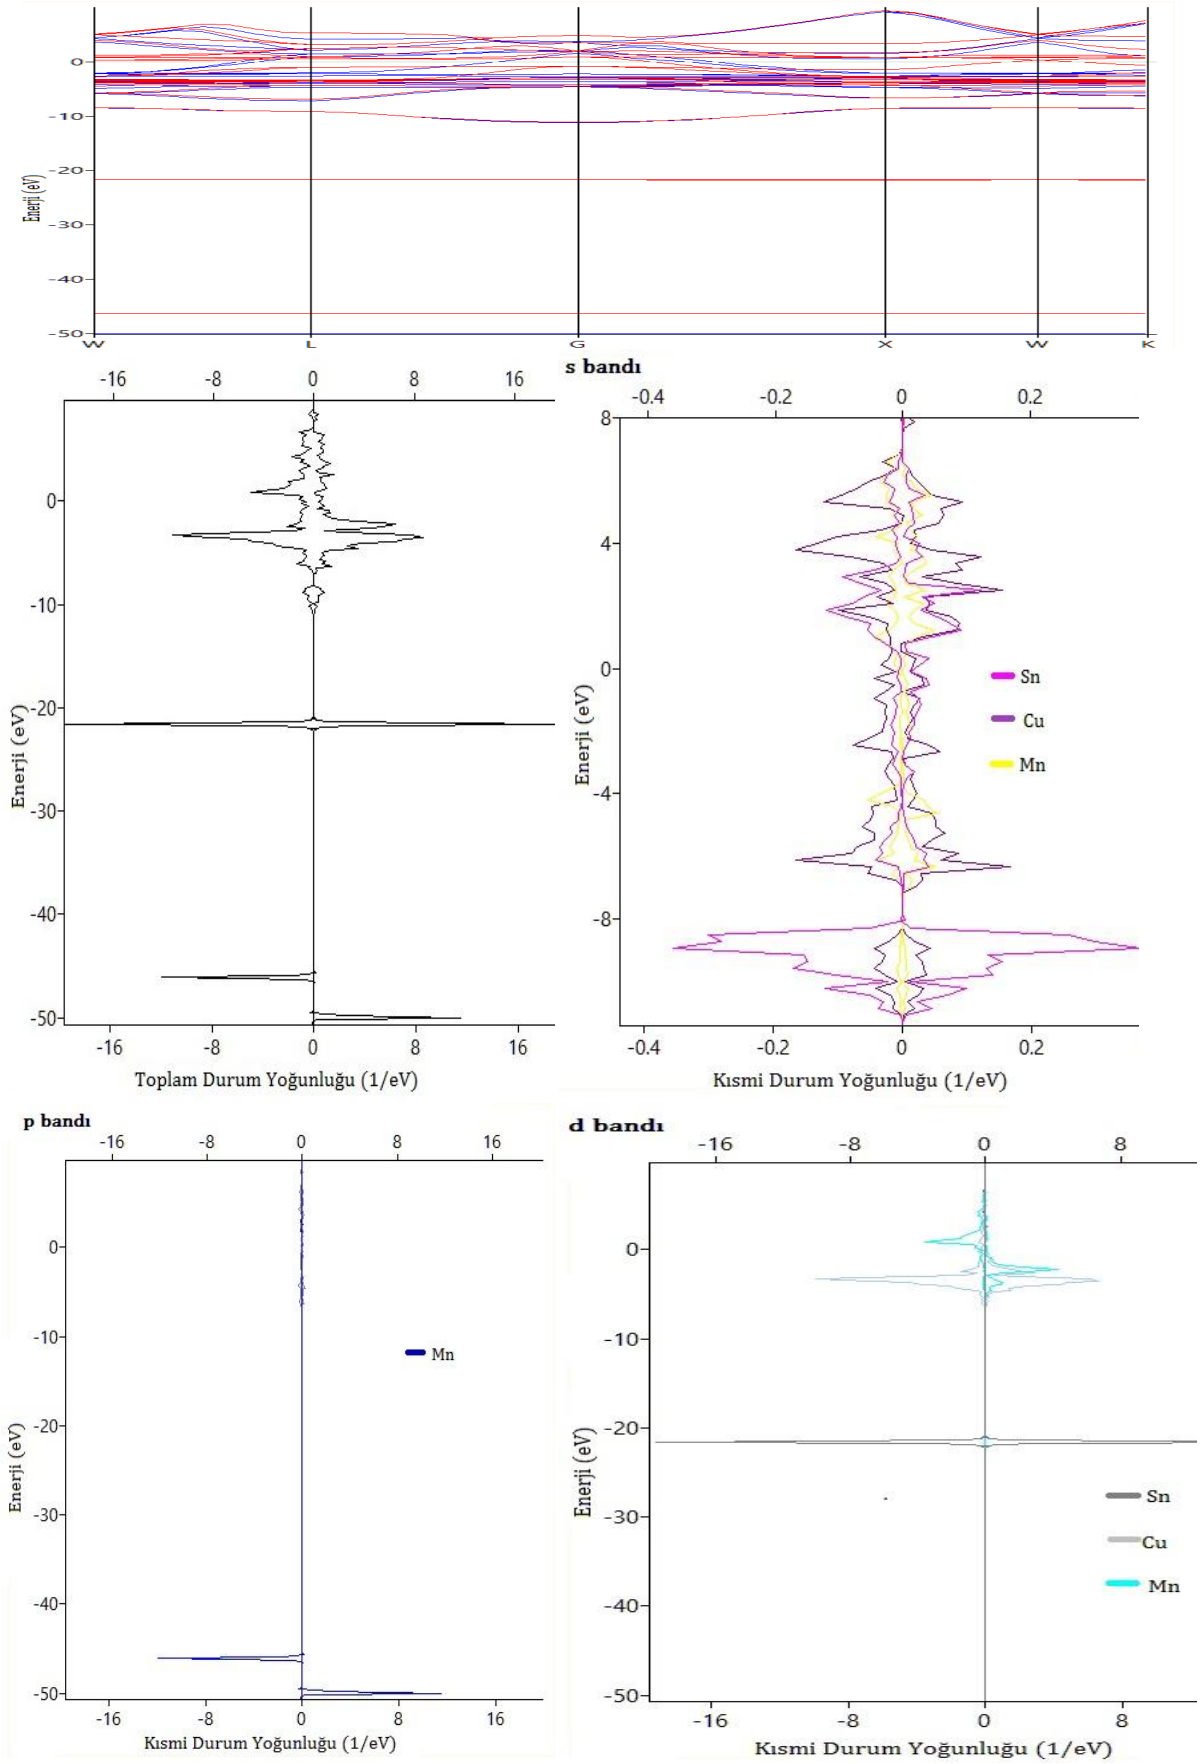 0
-10
-20
-30
-40
-50
Enerji (eV)
W L G X W K
s bandı
-16 -8 0 8 16
0
-10
-20
-30
-40
-50
Enerji (eV)
-16 -8 0 8 16
Toplam Durum Yoğunluğu (1/eV)
-0.4 -0.2 0 0.2
8
4
0
-4
-8
Enerji (eV)
Sn
Cu
Mn
-0.4 -0.2 0 0.2
Kısmi Durum Yoğunluğu (1/eV)
p bandı
-16 -8 0 8 16
0
-10
-20
-30
-40
-50
Enerji (eV)
Mn
-16 -8 0 8 16
Kısmi Durum Yoğunluğu (1/eV)
d bandı
-16 -8 0 8
0
-10
-20
-30
-40
-50
Enerji (eV)
Sn
Cu
Mn
-16 -8 0 8
Kısmi Durum Yoğunluğu (1/eV)